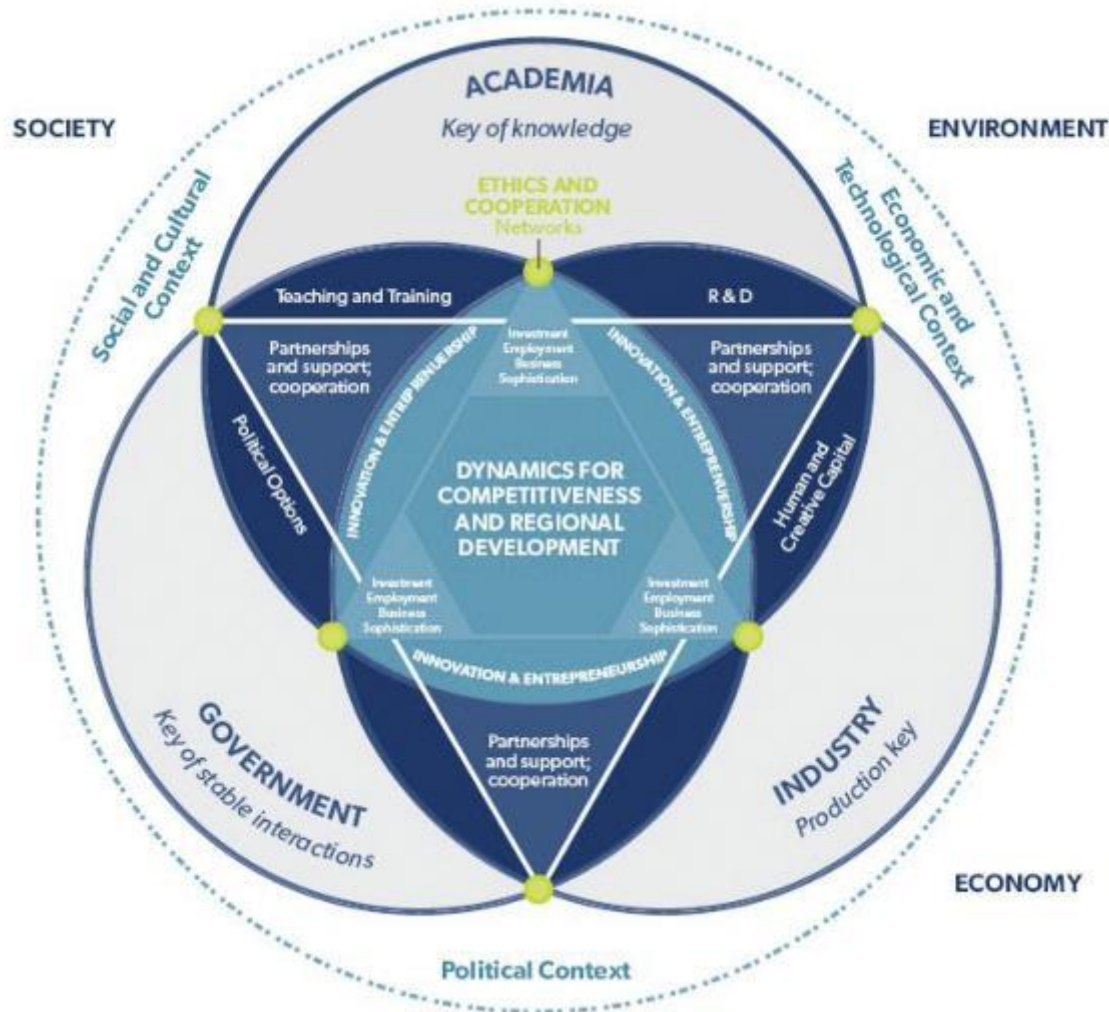 ACADEMIA
Key of knowledge
SOCIETY
ENVIRONMENT
ETHICS AND
COOPERATION
Networks
Social and Cultural
Context
Economic and
Technological Context
Teaching and Training
R & D
Partnerships
and support;
cooperation
Investment
Employment
Business
Sophistication
Partnerships
and support;
cooperation
INNOVATION & ENTREP RENUERSHIP
INNOVATION & ENTREPRENUERSHIP
Political Options
Human and
Creative Capital
DYNAMICS FOR
COMPETITIVENESS
AND REGIONAL
DEVELOPMENT
Investment
Employment
Business
Sophistication
Investment
Employment
Business
Sophistication
INNOVATION & ENTREPRENEURSHIP
GOVERNMENT
Key of stable interactions
Partnerships
and support;
cooperation
INDUSTRY
Production key
ECONOMY
Political Context